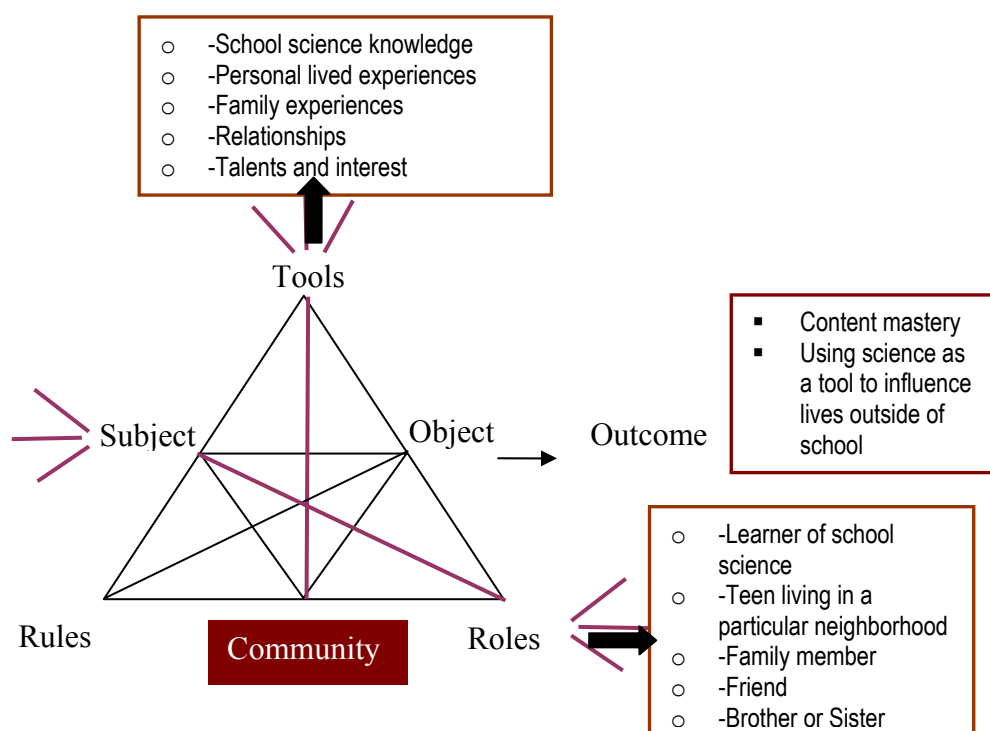 o -School science knowledge
o -Personal lived experiences
o -Family experiences
o -Relationships
o -Talents and interest
Tools
Subject
Object
Outcome
▪ Content mastery
▪ Using science as
a tool to influence
lives outside of
school
Rules
Community
Roles
o -Learner of school
science
o -Teen living in a
particular neighborhood
o -Family member
o -Friend
o -Brother or Sister